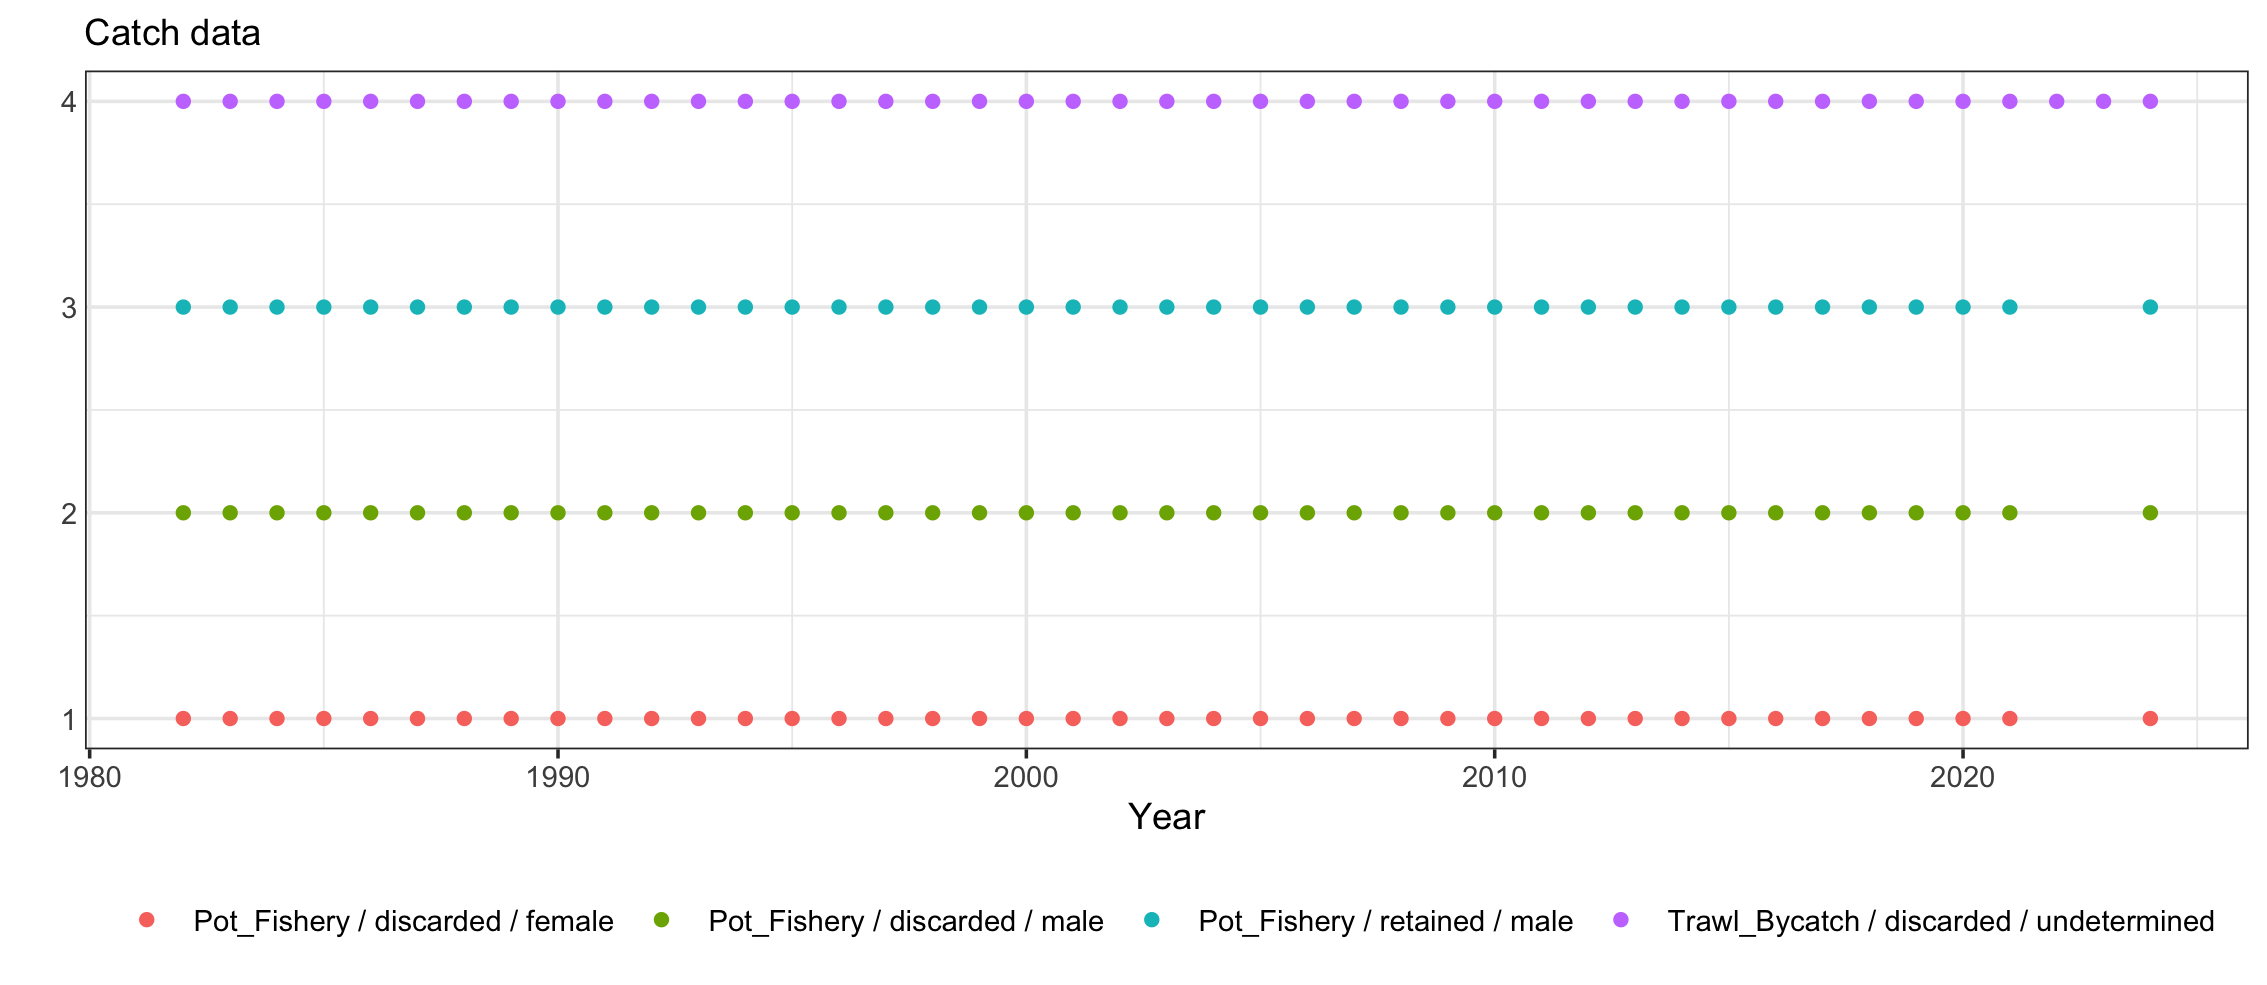 Catch data
4
3
2
1
1980 1990 2000 2010 2020
Year
Pot_Fishery / discarded / female Pot_Fishery / discarded / male Pot_Fishery / retained / male Trawl_Bycatch / discarded / undetermined